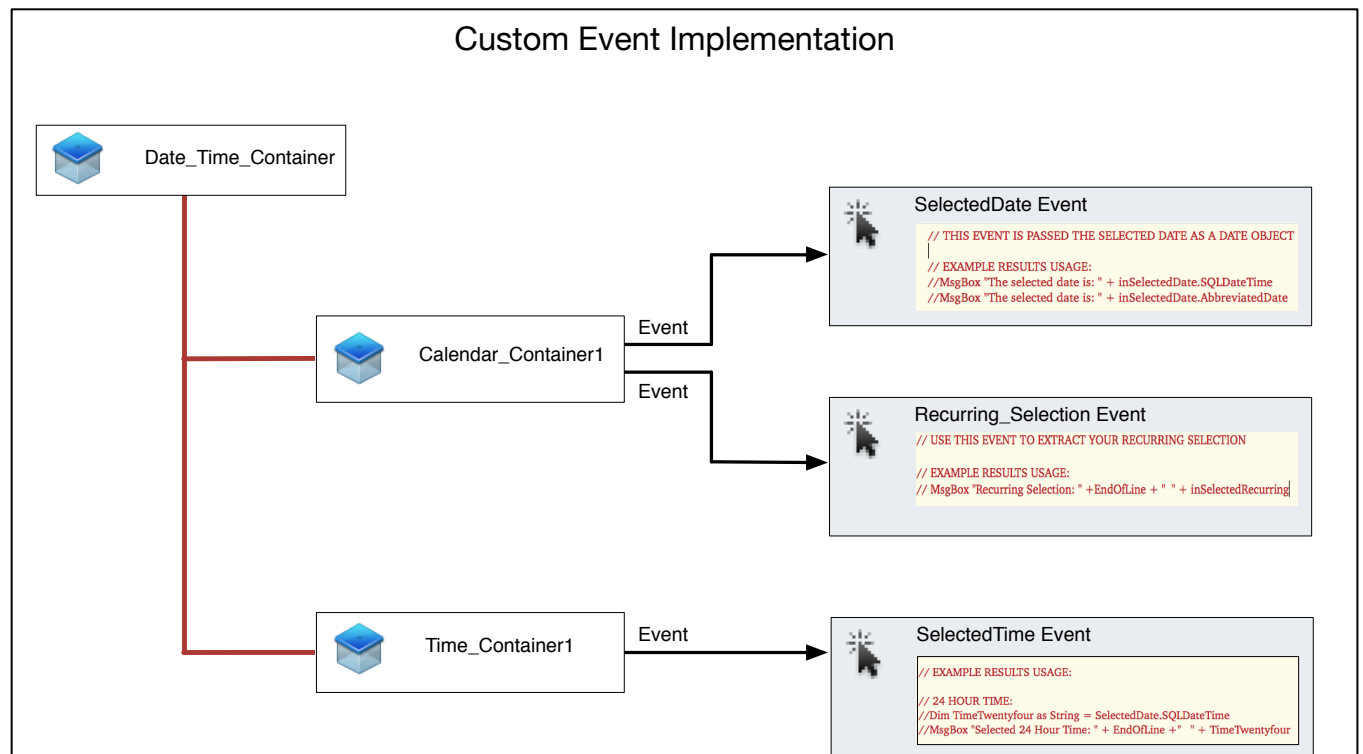 Custom Event Implementation
Date_Time_Container
SelectedDate Event
// THIS EVENT IS PASSED THE SELECTED DATE AS A DATE OBJECT
// EXAMPLE RESULTS USAGE:
//MsgBox "The selected date is: " + inSelectedDate.SQLDateTime
//MsgBox "The selected date is: " + inSelectedDate.AbbreviatedDate
Event
Calendar_Container1
Event
Recurring_Selection Event
// USE THIS EVENT TO EXTRACT YOUR RECURRING SELECTION
// EXAMPLE RESULTS USAGE:
// MsgBox "Recurring Selection: " +EndOfLine + "  " + inSelectedRecurring
Time_Container1
Event
SelectedTime Event
// EXAMPLE RESULTS USAGE:
// 24 HOUR TIME:
//Dim TimeTwentyfour as String = SelectedDate.SQLDateTime
//MsgBox "Selected 24 Hour Time: " + EndOfLine +"   " + TimeTwentyfour